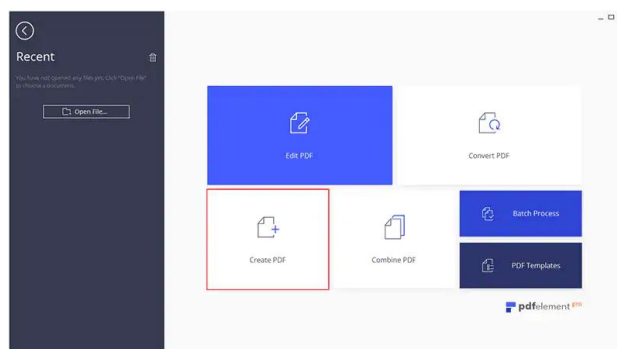 Recent
You have not opened any files yet. Click "Open File"
to choose a document.
Open File...
Edit PDF
Convert PDF
Create PDF
Combine PDF
Batch Process
PDF Templates
pdfelement pro